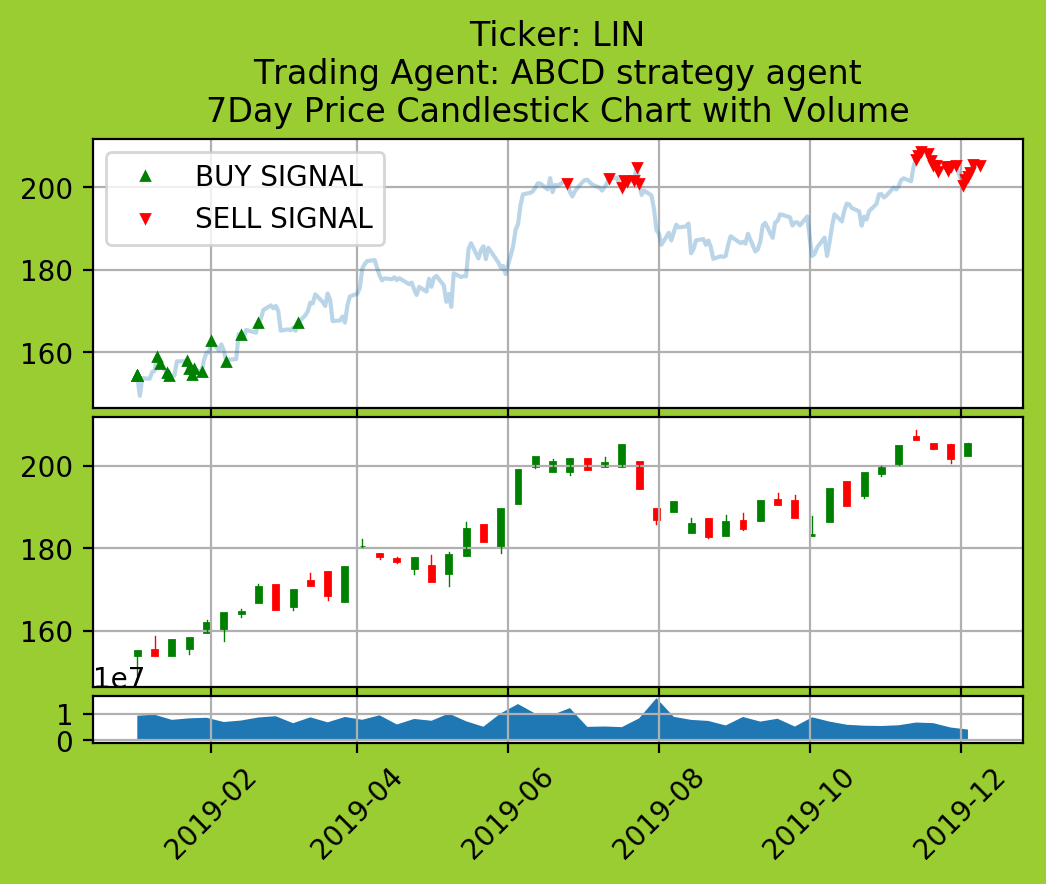 Ticker: LIN
Trading Agent: ABCD strategy agent
7Day Price Candlestick Chart with Volume
BUY SIGNAL
SELL SIGNAL
200
180
160
200
180
160
1e7
1
0
2019-02
2019-04
2019-06
2019-08
2019-10
2019-12